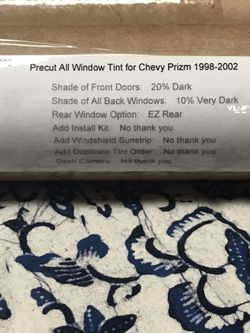 Precut All Window Tint for Chevy Prizm 1998-2002
Shade of Front Doors: 20% Dark
Shade of All Back Windows: 10% Very Dark
Rear Window Option: EZ Rear
Add Install Kit: No thank you
Add Windshield Sunstrip: No thank you
Add Duplicate Tint Order: No thank you
Dash Camera: No thank you